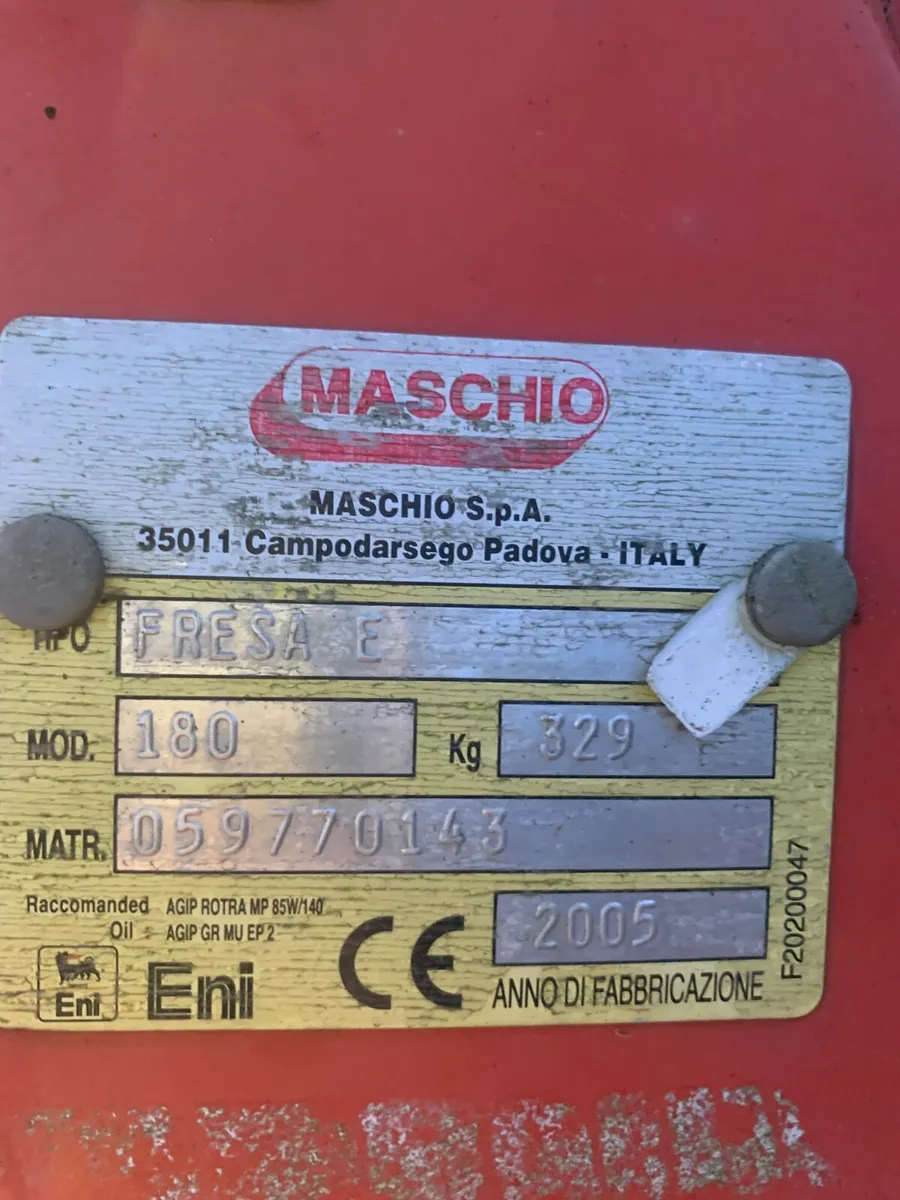 MASCHIO
MASCHIO S.p.A.
35011 Campodarsego Padova - ITALY
TIPO FRESA E
MOD. 180 Kg 329
MATR. 059770143
Raccomanded AGIP ROTRA MP 85W/140
Oil : AGIP GR MU EP 2
Eni Eni CE 2005
ANNO DI FABBRICAZIONE
F20200047